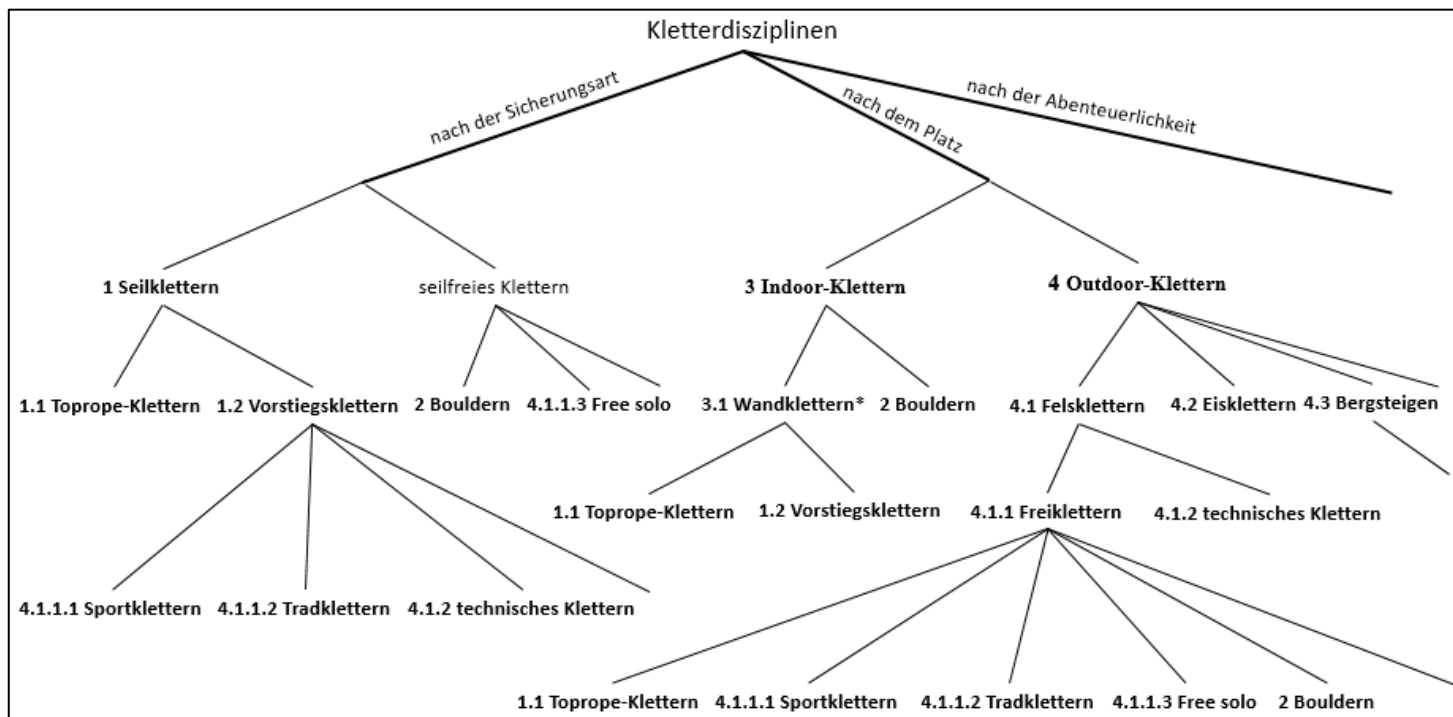 Kletterdisziplinen
nach der Sicherungsart
nach dem Platz
nach der Abenteuerlichkeit
1 Seilklettern
seilfreies Klettern
3 Indoor-Klettern
4 Outdoor-Klettern
1.1 Toprope-Klettern
1.2 Vorstiegsklettern
2 Bouldern
4.1.1.3 Free solo
3.1 Wandklettern*
2 Bouldern
4.1 Felsklettern
4.2 Eisklettern
4.3 Bergsteigen
1.1 Toprope-Klettern
1.2 Vorstiegsklettern
4.1.1 Freiklettern
4.1.2 technisches Klettern
4.1.1.1 Sportklettern
4.1.1.2 Tradklettern
4.1.2 technisches Klettern
1.1 Toprope-Klettern
4.1.1.1 Sportklettern
4.1.1.2 Tradklettern
4.1.1.3 Free solo
2 Bouldern